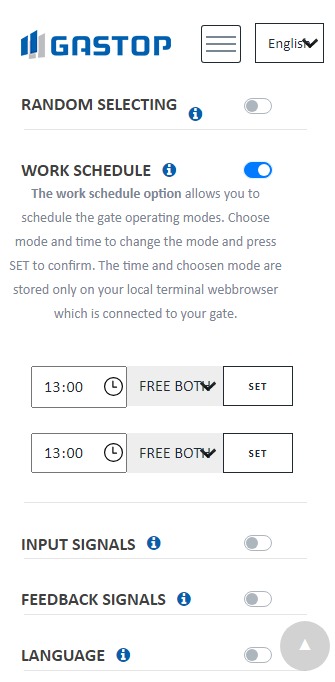 GASTOP
English
RANDOM SELECTING
WORK SCHEDULE
The work schedule option allows you to
schedule the gate operating modes. Choose
mode and time to change the mode and press
SET to confirm. The time and choosen mode are
stored only on your local terminal webbrowser
which is connected to your gate.
13:00 FREE BOTH SET
13:00 FREE BOTH SET
INPUT SIGNALS
FEEDBACK SIGNALS
LANGUAGE